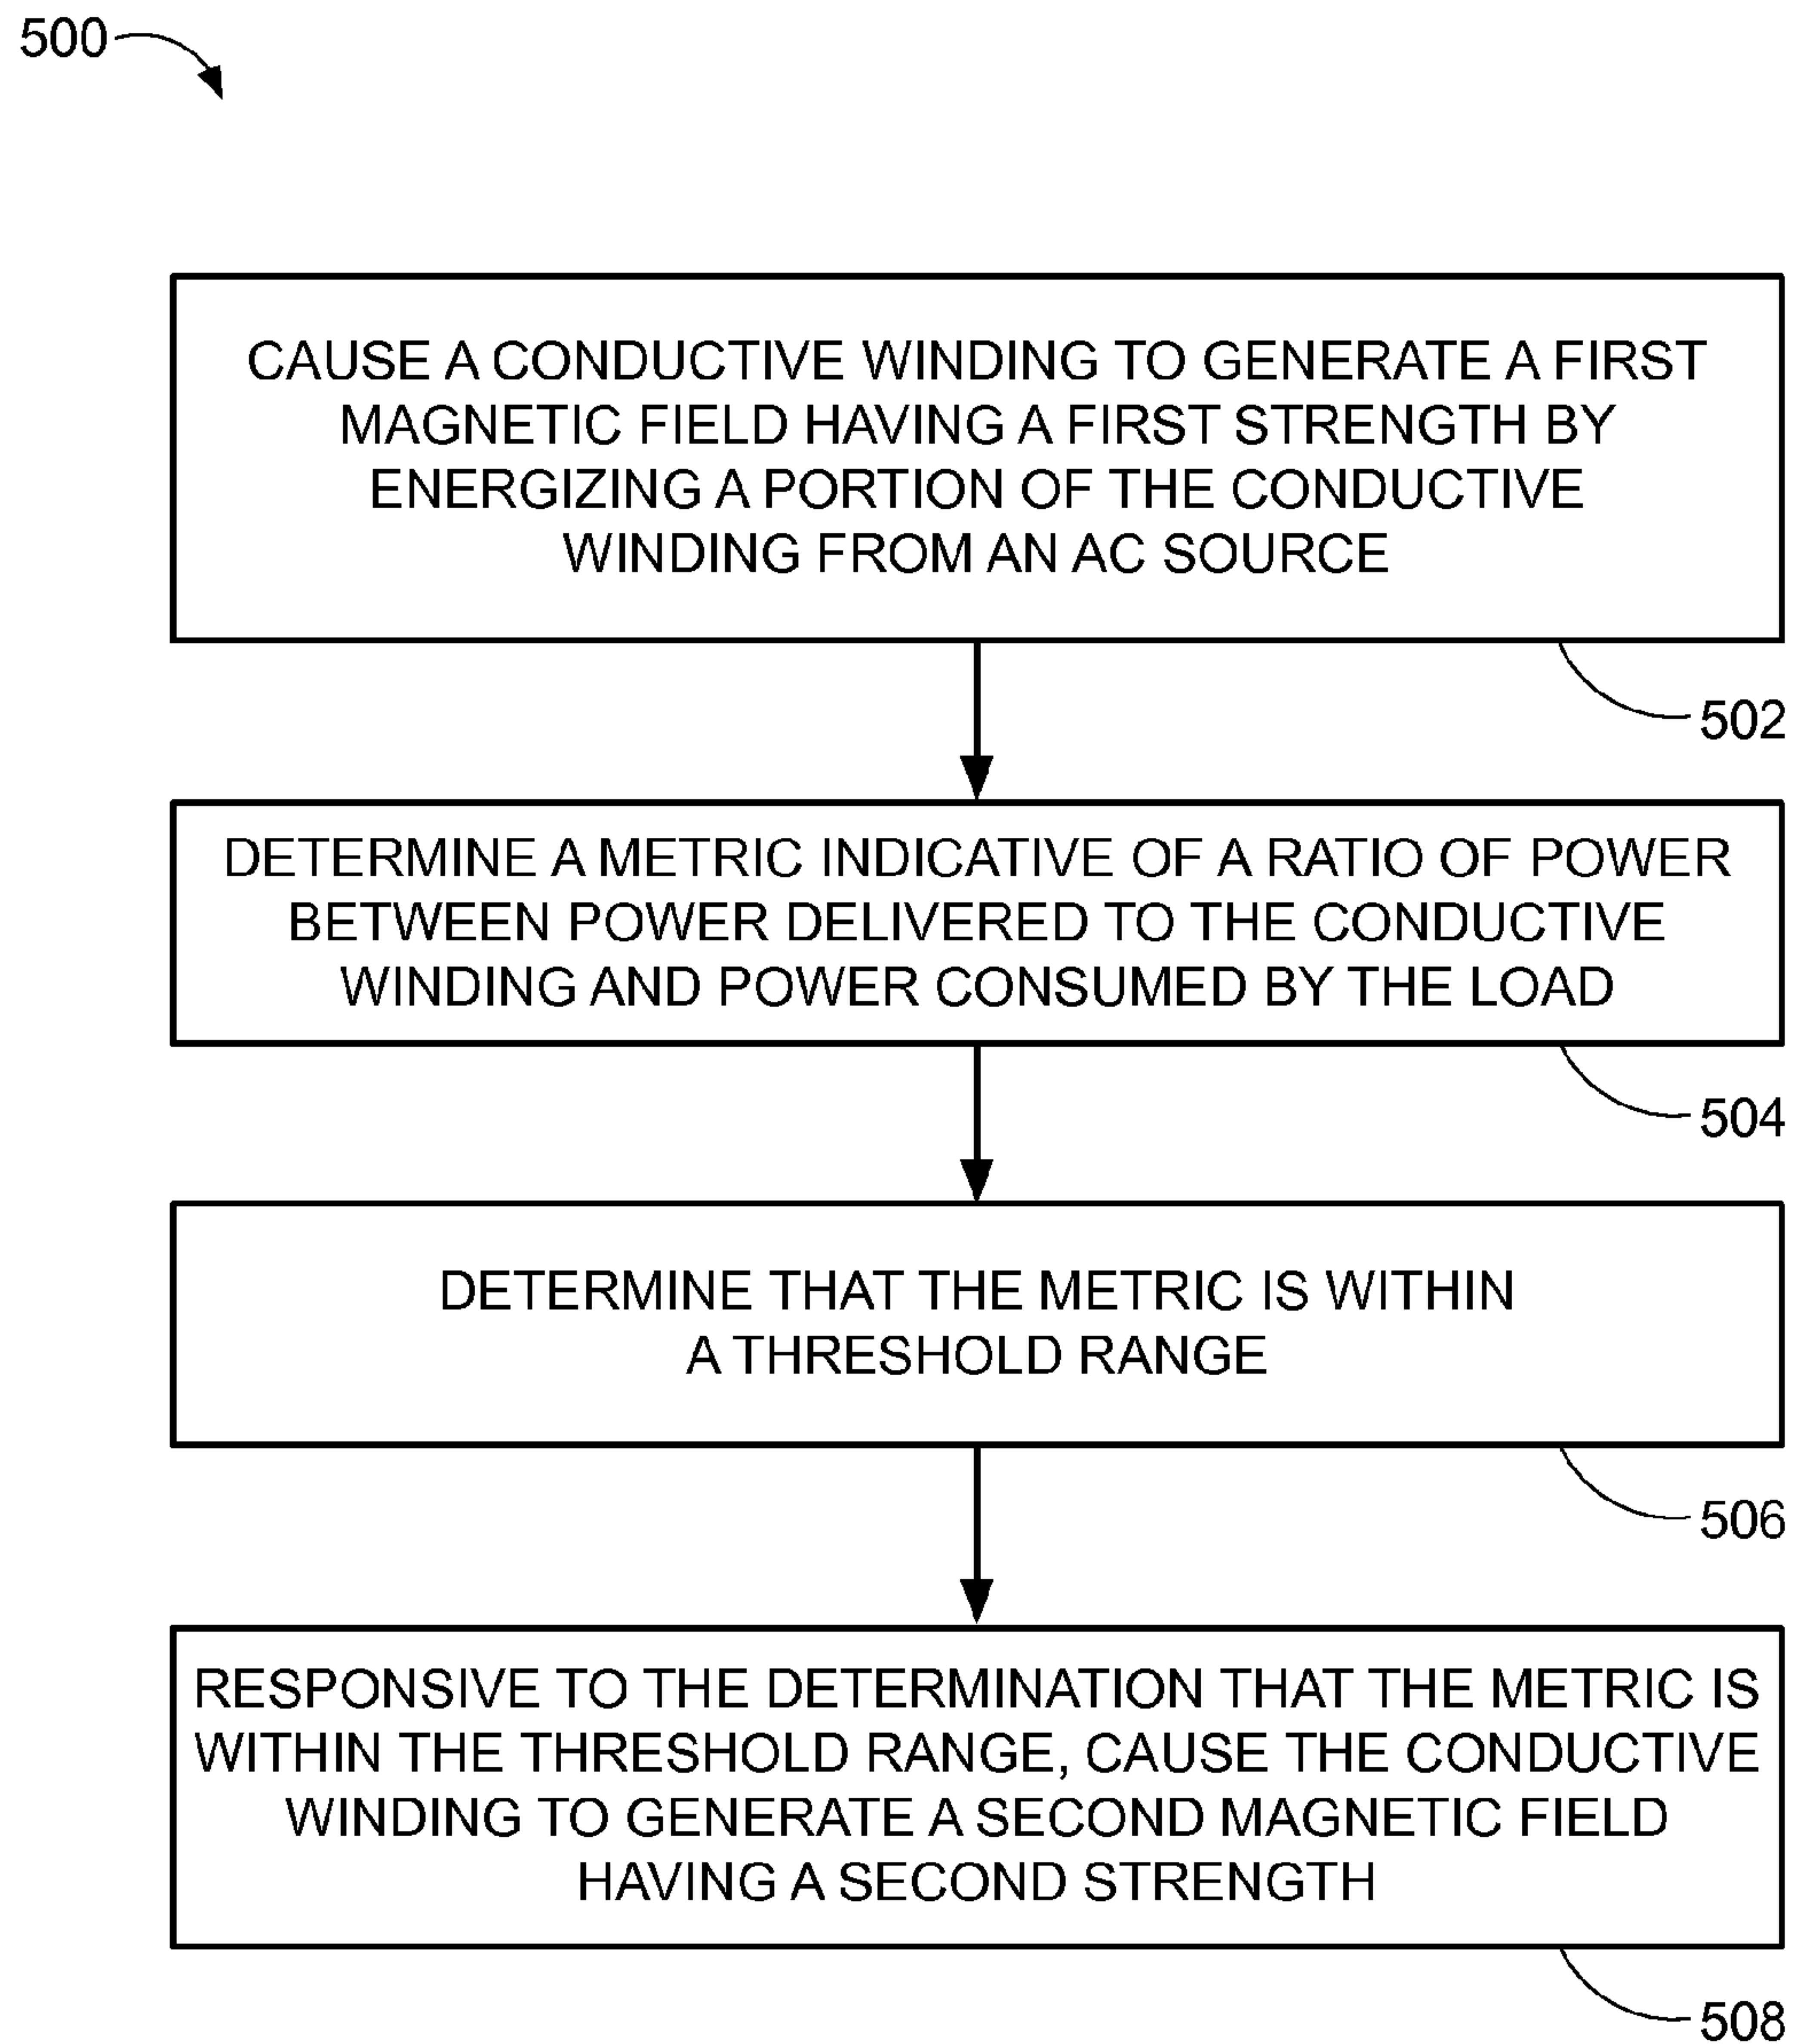 500
CAUSE A CONDUCTIVE WINDING TO GENERATE A FIRST
MAGNETIC FIELD HAVING A FIRST STRENGTH BY
ENERGIZING A PORTION OF THE CONDUCTIVE
WINDING FROM AN AC SOURCE
502
DETERMINE A METRIC INDICATIVE OF A RATIO OF POWER
BETWEEN POWER DELIVERED TO THE CONDUCTIVE
WINDING AND POWER CONSUMED BY THE LOAD
504
DETERMINE THAT THE METRIC IS WITHIN
A THRESHOLD RANGE
506
RESPONSIVE TO THE DETERMINATION THAT THE METRIC IS
WITHIN THE THRESHOLD RANGE, CAUSE THE CONDUCTIVE
WINDING TO GENERATE A SECOND MAGNETIC FIELD
HAVING A SECOND STRENGTH
508